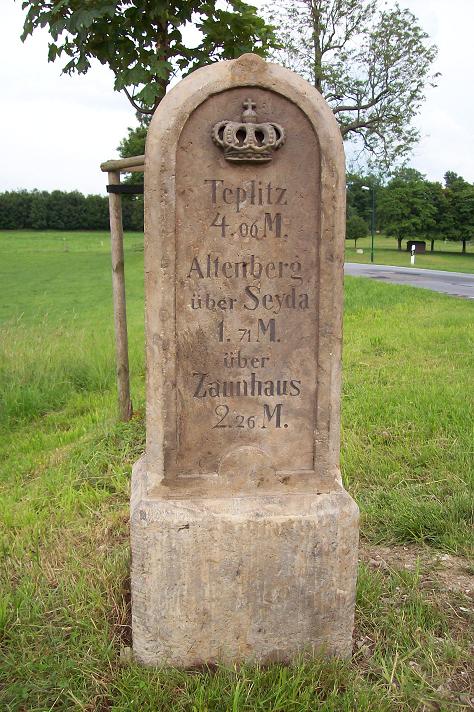 Teplitz
4.06 M.
Altenberg
über Seyda
1.71 M.
über
Zaunhaus
2.26 M.